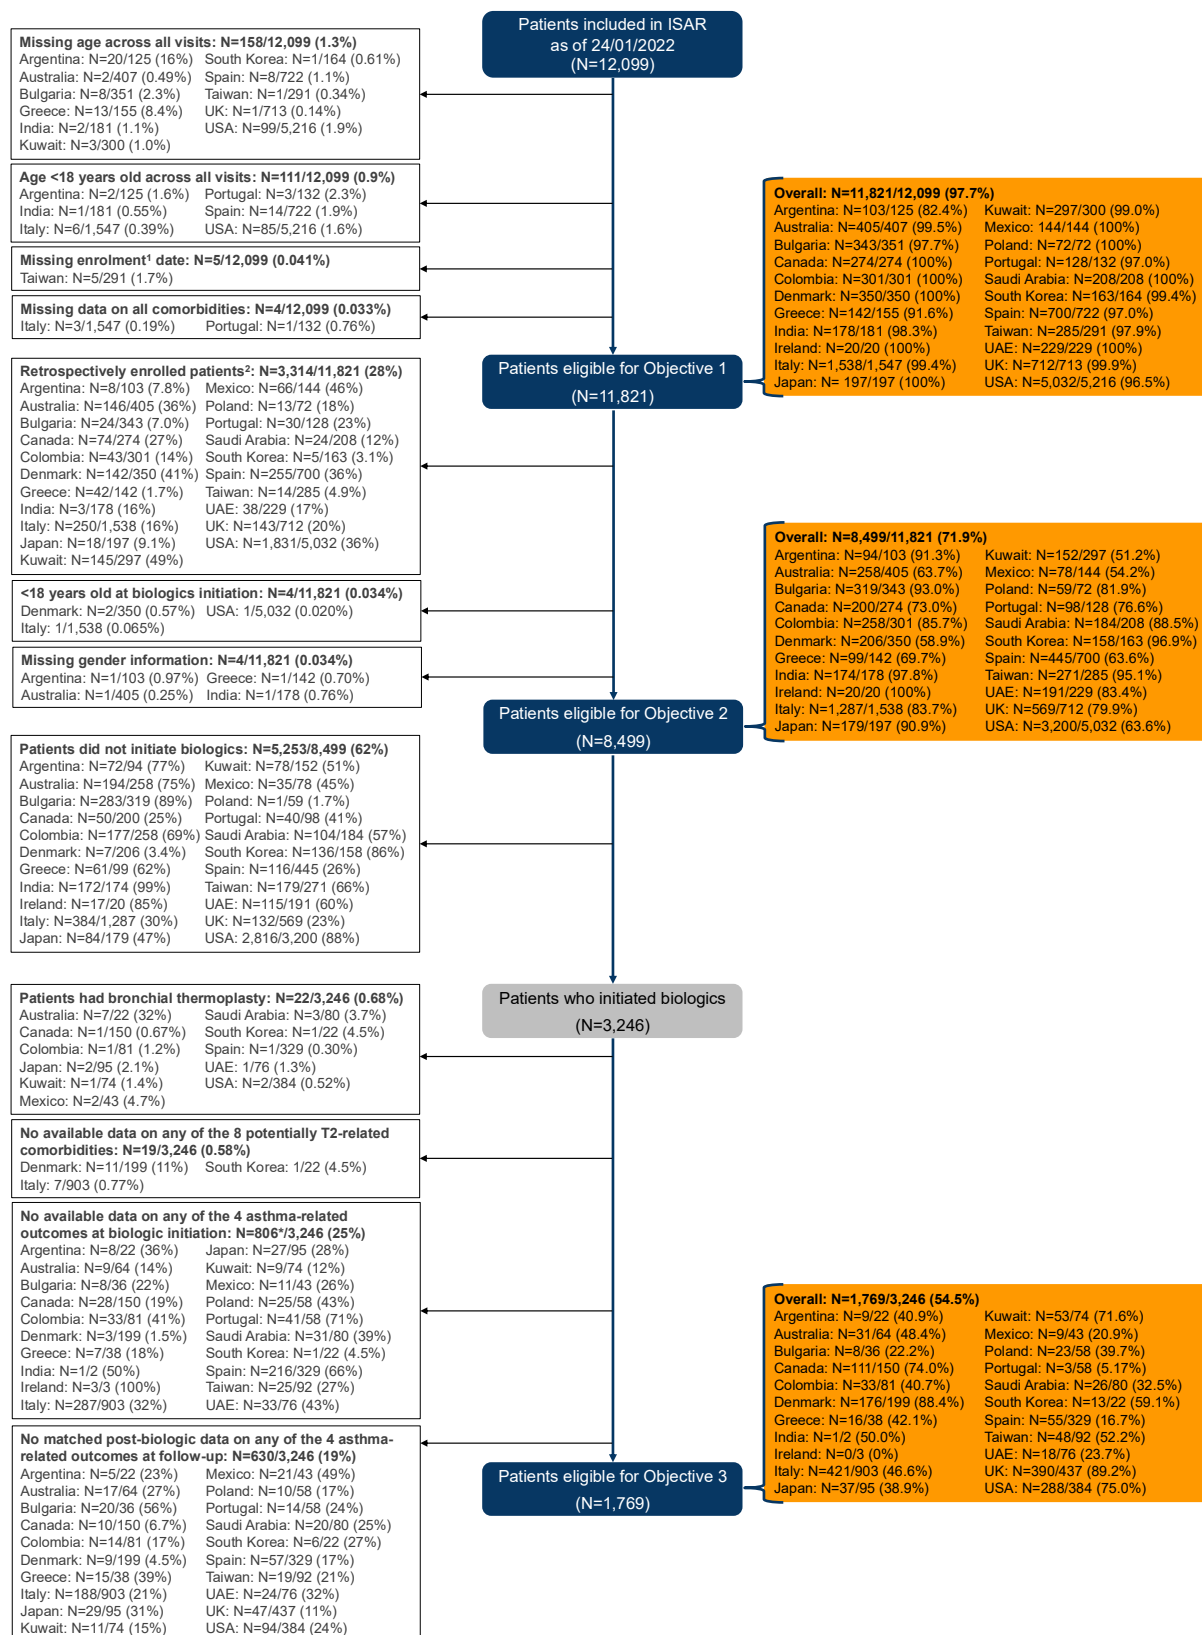 Patients included in ISAR
as of 24/01/2022
(N=12,099)
Missing age across all visits: N=158/12,099 (1.3%)
Argentina: N=20/125 (16%) South Korea: N=1/164 (0.61%)
Australia: N=2/407 (0.49%) Spain: N=8/722 (1.1%)
Bulgaria: N=8/351 (2.3%) Taiwan: N=1/291 (0.34%)
Greece: N=13/155 (8.4%) UK: N=1/713 (0.14%)
India: N=2/181 (1.1%) USA: N=99/5,216 (1.9%)
Kuwait: N=3/300 (1.0%)
Age <18 years old across all visits: N=111/12,099 (0.9%)
Argentina: N=2/125 (1.6%) Portugal: N=3/132 (2.3%)
India: N=1/181 (0.55%) Spain: N=14/722 (1.9%)
Italy: N=6/1,547 (0.39%) USA: N=85/5,216 (1.6%)
Missing enrolment¹ date: N=5/12,099 (0.041%)
Taiwan: N=5/291 (1.7%)
Missing data on all comorbidities: N=4/12,099 (0.033%)
Italy: N=3/1,547 (0.19%) Portugal: N=1/132 (0.76%)
Overall: N=11,821/12,099 (97.7%)
Argentina: N=103/125 (82.4%) Kuwait: N=297/300 (99.0%)
Australia: N=405/407 (99.5%) Mexico: 144/144 (100%)
Bulgaria: N=343/351 (97.7%) Poland: N=72/72 (100%)
Canada: N=274/274 (100%) Portugal: N=128/132 (97.0%)
Colombia: N=301/301 (100%) Saudi Arabia: N=208/208 (100%)
Denmark: N=350/350 (100%) South Korea: N=163/164 (99.4%)
Greece: N=142/155 (91.6%) Spain: N=700/722 (97.0%)
India: N=178/181 (98.3%) Taiwan: N=285/291 (97.9%)
Ireland: N=20/20 (100%) UAE: N=229/229 (100%)
Italy: N=1,538/1,547 (99.4%) UK: N=712/713 (99.9%)
Japan: N= 197/197 (100%) USA: N=5,032/5,216 (96.5%)
Patients eligible for Objective 1
(N=11,821)
Retrospectively enrolled patients²: N=3,314/11,821 (28%)
Argentina: N=8/103 (7.8%) Mexico: N=66/144 (46%)
Australia: N=146/405 (36%) Poland: N=13/72 (18%)
Bulgaria: N=24/343 (7.0%) Portugal: N=30/128 (23%)
Canada: N=74/274 (27%) Saudi Arabia: N=24/208 (12%)
Colombia: N=43/301 (14%) South Korea: N=5/163 (3.1%)
Denmark: N=142/350 (41%) Spain: N=255/700 (36%)
Greece: N=42/142 (1.7%) Taiwan: N=14/285 (4.9%)
India: N=3/178 (16%) UAE: 38/229 (17%)
Italy: N=250/1,538 (16%) UK: N=143/712 (20%)
Japan: N=18/197 (9.1%) USA: N=1,831/5,032 (36%)
Kuwait: N=145/297 (49%)
<18 years old at biologics initiation: N=4/11,821 (0.034%)
Denmark: N=2/350 (0.57%) USA: 1/5,032 (0.020%)
Italy: 1/1,538 (0.065%)
Missing gender information: N=4/11,821 (0.034%)
Argentina: N=1/103 (0.97%) Greece: N=1/142 (0.70%)
Australia: N=1/405 (0.25%) India: N=1/178 (0.76%)
Overall: N=8,499/11,821 (71.9%)
Argentina: N=94/103 (91.3%) Kuwait: N=152/297 (51.2%)
Australia: N=258/405 (63.7%) Mexico: N=78/144 (54.2%)
Bulgaria: N=319/343 (93.0%) Poland: N=59/72 (81.9%)
Canada: N=200/274 (73.0%) Portugal: N=98/128 (76.6%)
Colombia: N=258/301 (85.7%) Saudi Arabia: N=184/208 (88.5%)
Denmark: N=206/350 (58.9%) South Korea: N=158/163 (96.9%)
Greece: N=99/142 (69.7%) Spain: N=445/700 (63.6%)
India: N=174/178 (97.8%) Taiwan: N=271/285 (95.1%)
Ireland: N=20/20 (100%) UAE: N=191/229 (83.4%)
Italy: N=1,287/1,538 (83.7%) UK: N=569/712 (79.9%)
Japan: N=179/197 (90.9%) USA: N=3,200/5,032 (63.6%)
Patients eligible for Objective 2
(N=8,499)
Patients did not initiate biologics: N=5,253/8,499 (62%)
Argentina: N=72/94 (77%) Kuwait: N=78/152 (51%)
Australia: N=194/258 (75%) Mexico: N=35/78 (45%)
Bulgaria: N=283/319 (89%) Poland: N=1/59 (1.7%)
Canada: N=50/200 (25%) Portugal: N=40/98 (41%)
Colombia: N=177/258 (69%) Saudi Arabia: N=104/184 (57%)
Denmark: N=7/206 (3.4%) South Korea: N=136/158 (86%)
Greece: N=61/99 (62%) Spain: N=116/445 (26%)
India: N=172/174 (99%) Taiwan: N=179/271 (66%)
Ireland: N=17/20 (85%) UAE: N=115/191 (60%)
Italy: N=384/1,287 (30%) UK: N=132/569 (23%)
Japan: N=84/179 (47%) USA: 2,816/3,200 (88%)
Patients who initiated biologics
(N=3,246)
Patients had bronchial thermoplasty: N=22/3,246 (0.68%)
Australia: N=7/22 (32%) Saudi Arabia: N=3/80 (3.7%)
Canada: N=1/150 (0.67%) South Korea: N=1/22 (4.5%)
Colombia: N=1/81 (1.2%) Spain: N=1/329 (0.30%)
Japan: N=2/95 (2.1%) UAE: 1/76 (1.3%)
Kuwait: N=1/74 (1.4%) USA: N=2/384 (0.52%)
Mexico: N=2/43 (4.7%)
No available data on any of the 8 potentially T2-related
comorbidities: N=19/3,246 (0.58%)
Denmark: N=11/199 (11%) South Korea: 1/22 (4.5%)
Italy: 7/903 (0.77%)
No available data on any of the 4 asthma-related
outcomes at biologic initiation: N=806*/3,246 (25%)
Argentina: N=8/22 (36%) Japan: N=27/95 (28%)
Australia: N=9/64 (14%) Kuwait: N=9/74 (12%)
Bulgaria: N=8/36 (22%) Mexico: N=11/43 (26%)
Canada: N=28/150 (19%) Poland: N=25/58 (43%)
Colombia: N=33/81 (41%) Portugal: N=41/58 (71%)
Denmark: N=3/199 (1.5%) Saudi Arabia: N=31/80 (39%)
Greece: N=7/38 (18%) South Korea: N=1/22 (4.5%)
India: N=1/2 (50%) Spain: N=216/329 (66%)
Ireland: N=3/3 (100%) Taiwan: N=25/92 (27%)
Italy: N=287/903 (32%) UAE: N=33/76 (43%)
Overall: N=1,769/3,246 (54.5%)
Argentina: N=9/22 (40.9%) Kuwait: N=53/74 (71.6%)
Australia: N=31/64 (48.4%) Mexico: N=9/43 (20.9%)
Bulgaria: N=8/36 (22.2%) Poland: N=23/58 (39.7%)
Canada: N=111/150 (74.0%) Portugal: N=3/58 (5.17%)
Colombia: N=33/81 (40.7%) Saudi Arabia: N=26/80 (32.5%)
Denmark: N=176/199 (88.4%) South Korea: N=13/22 (59.1%)
Greece: N=16/38 (42.1%) Spain: N=55/329 (16.7%)
India: N=1/2 (50.0%) Taiwan: N=48/92 (52.2%)
Ireland: N=0/3 (0%) UAE: N=18/76 (23.7%)
Italy: N=421/903 (46.6%) UK: N=390/437 (89.2%)
Japan: N=37/95 (38.9%) USA: N=288/384 (75.0%)
No matched post-biologic data on any of the 4 asthma-
related outcomes at follow-up: N=630/3,246 (19%)
Argentina: N=5/22 (23%) Mexico: N=21/43 (49%)
Australia: N=17/64 (27%) Poland: N=10/58 (17%)
Bulgaria: N=20/36 (56%) Portugal: N=14/58 (24%)
Canada: N=10/150 (6.7%) Saudi Arabia: N=20/80 (25%)
Colombia: N=14/81 (17%) South Korea: N=6/22 (27%)
Denmark: N=9/199 (4.5%) Spain: N=57/329 (17%)
Greece: N=15/38 (39%) Taiwan: N=19/92 (21%)
Italy: N=188/903 (21%) UAE: N=24/76 (32%)
Japan: N=29/95 (31%) UK: N=47/437 (11%)
Kuwait: N=11/74 (15%) USA: N=94/384 (24%)
Patients eligible for Objective 3
(N=1,769)